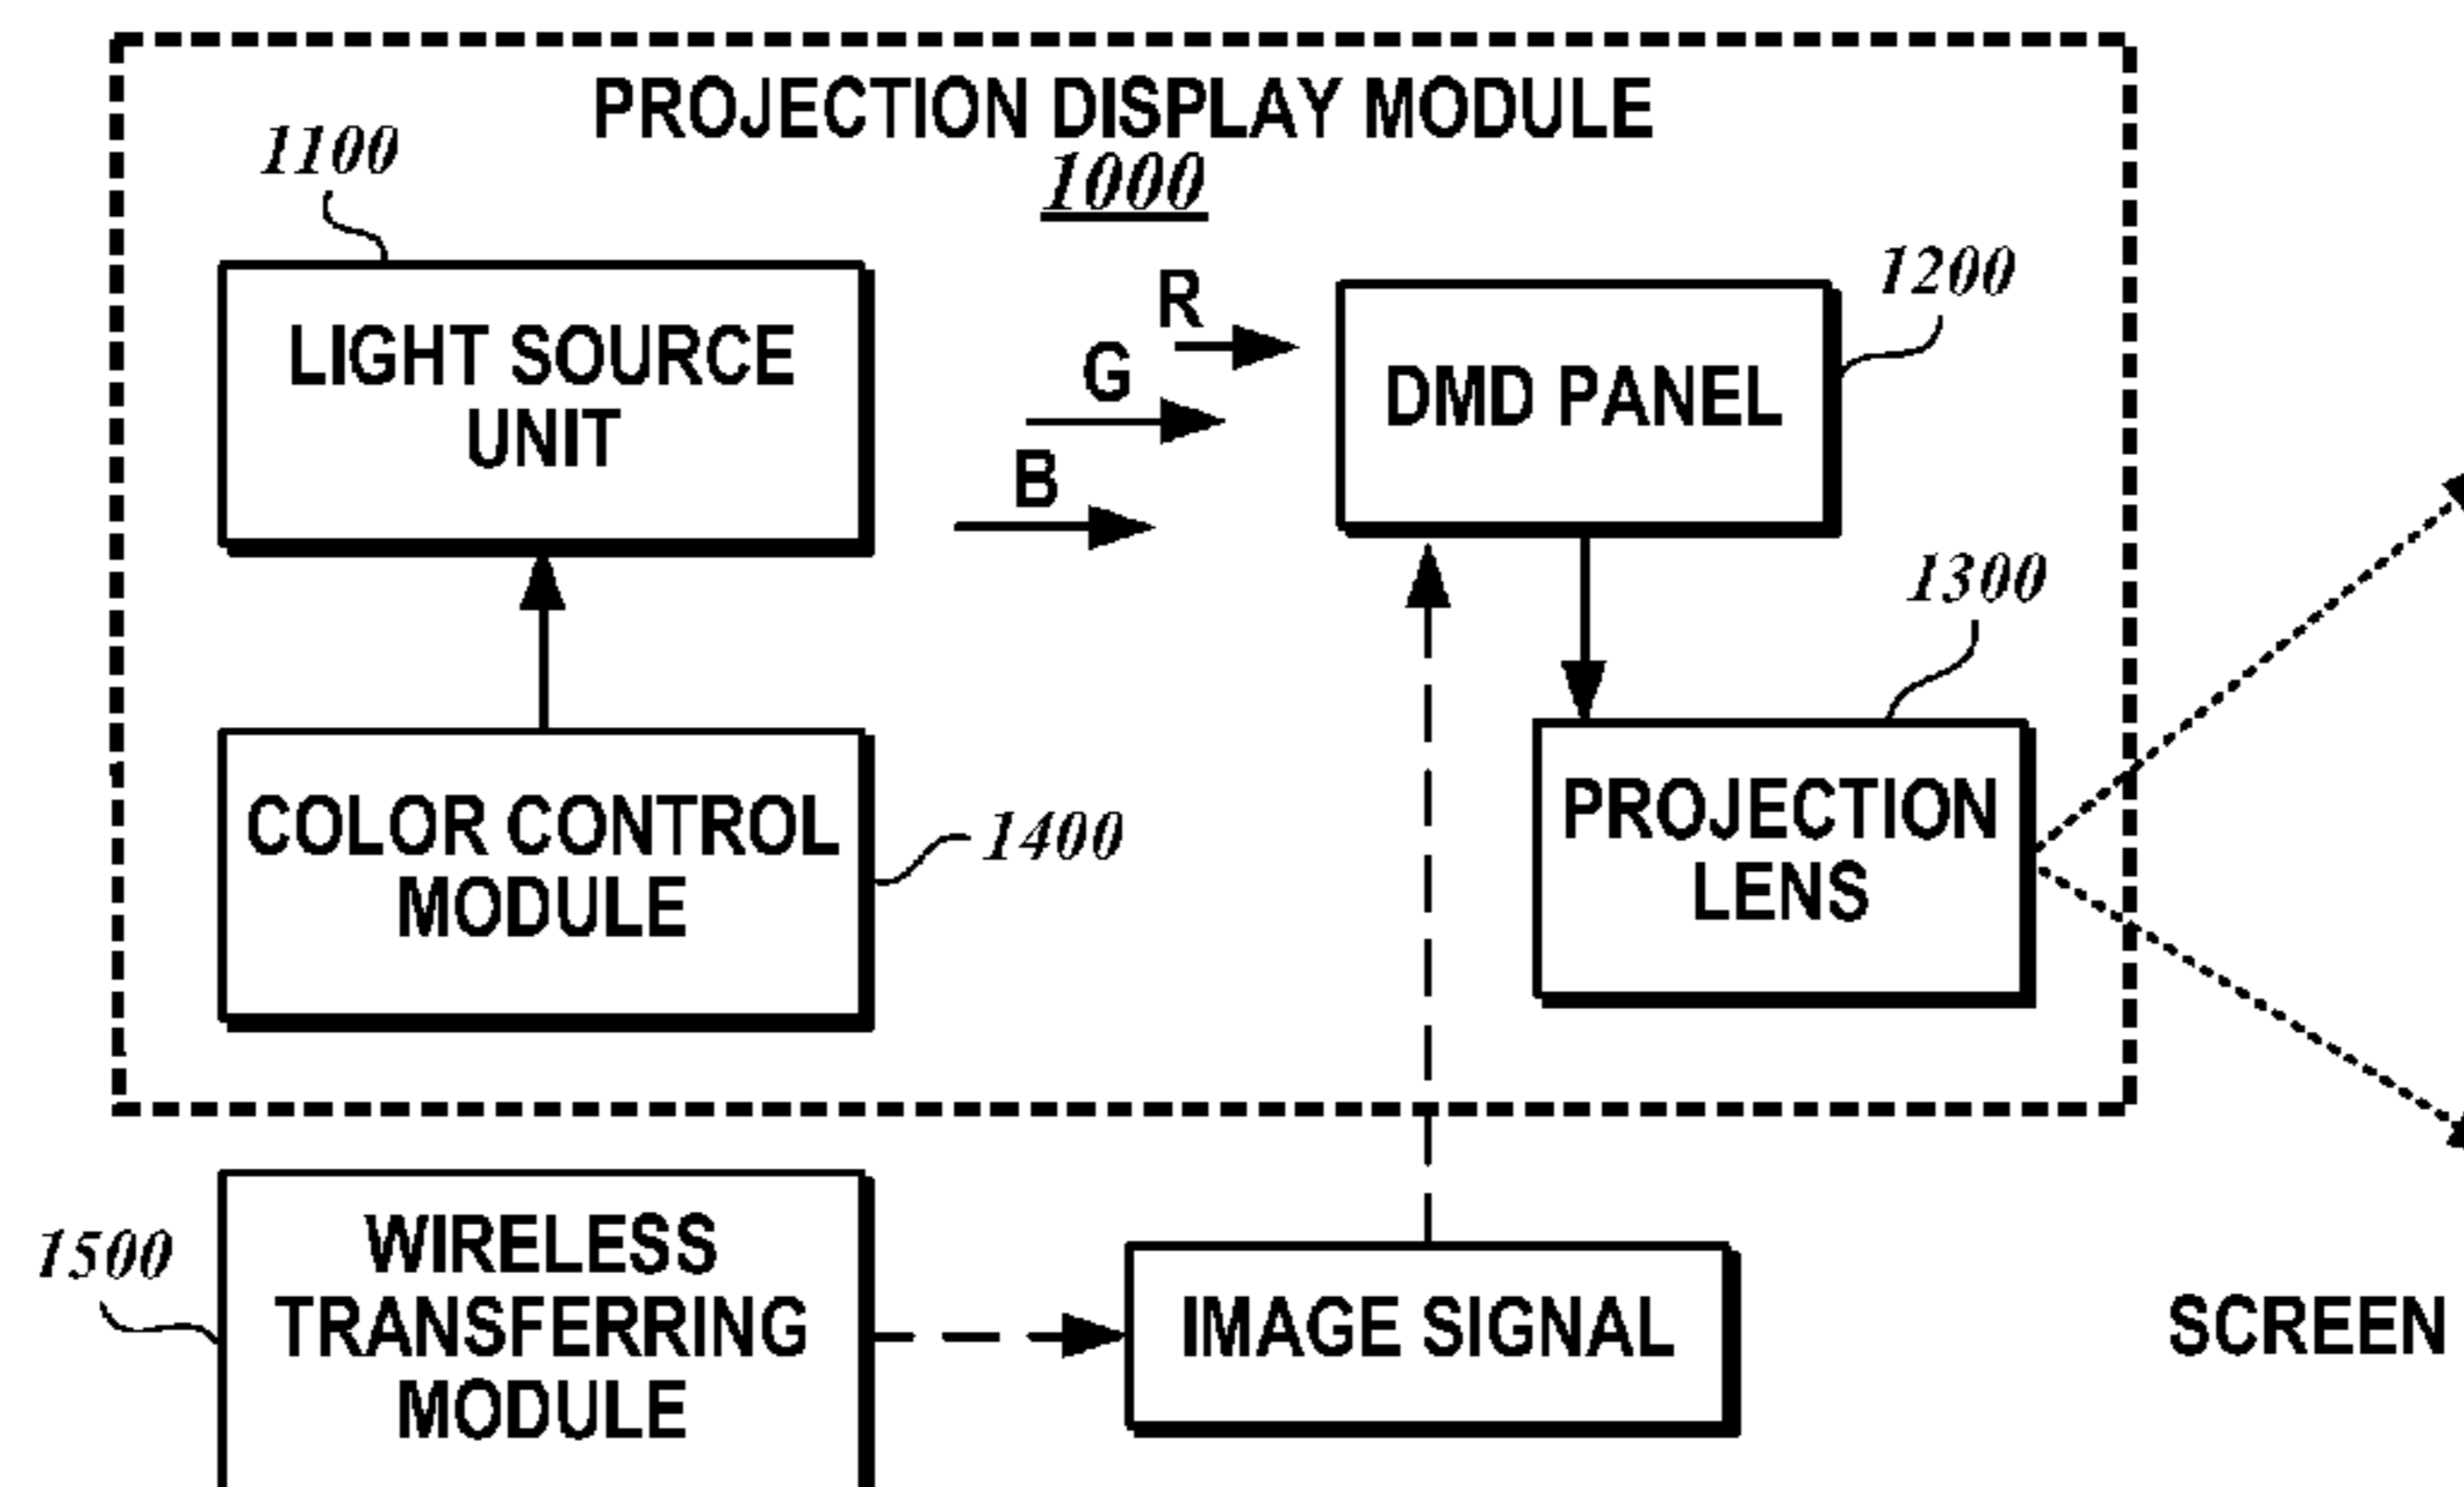 PROJECTION DISPLAY MODULE
1000
1100
LIGHT SOURCE
UNIT
R
G
B
DMD PANEL
1200
1300
COLOR CONTROL
MODULE
1400
PROJECTION
LENS
1500
WIRELESS
TRANSFERRING
MODULE
IMAGE SIGNAL
SCREEN